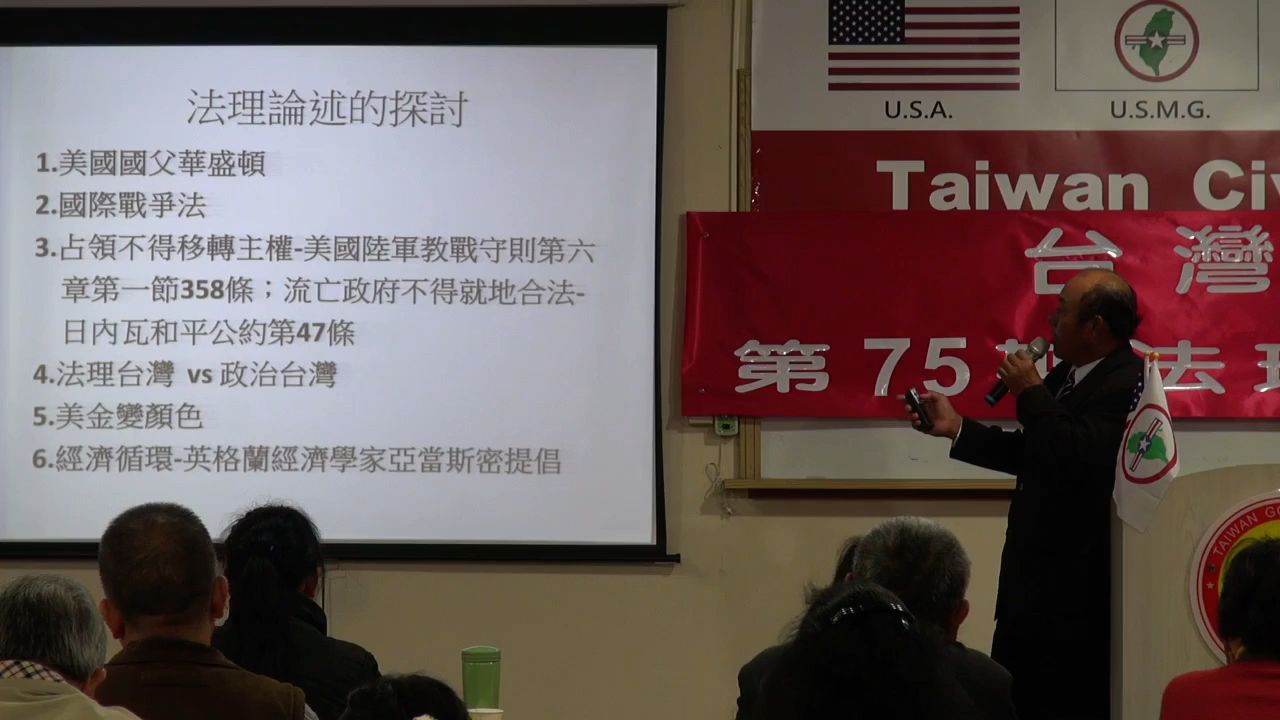 法理論述的探討
1.美國國父華盛頓
2.國際戰爭法
3.占領不得移轉主權-美國陸軍教戰守則第六
章第一節358條；流亡政府不得就地合法-
日內瓦和平公約第47條
4.法理台灣 vs 政治台灣
5.美金變顏色
6.經濟循環-英格蘭經濟學家亞當斯密提倡
U.S.A.
U.S.M.G.
Taiwan Ci
台灣
第75 法
TAIWAN GO